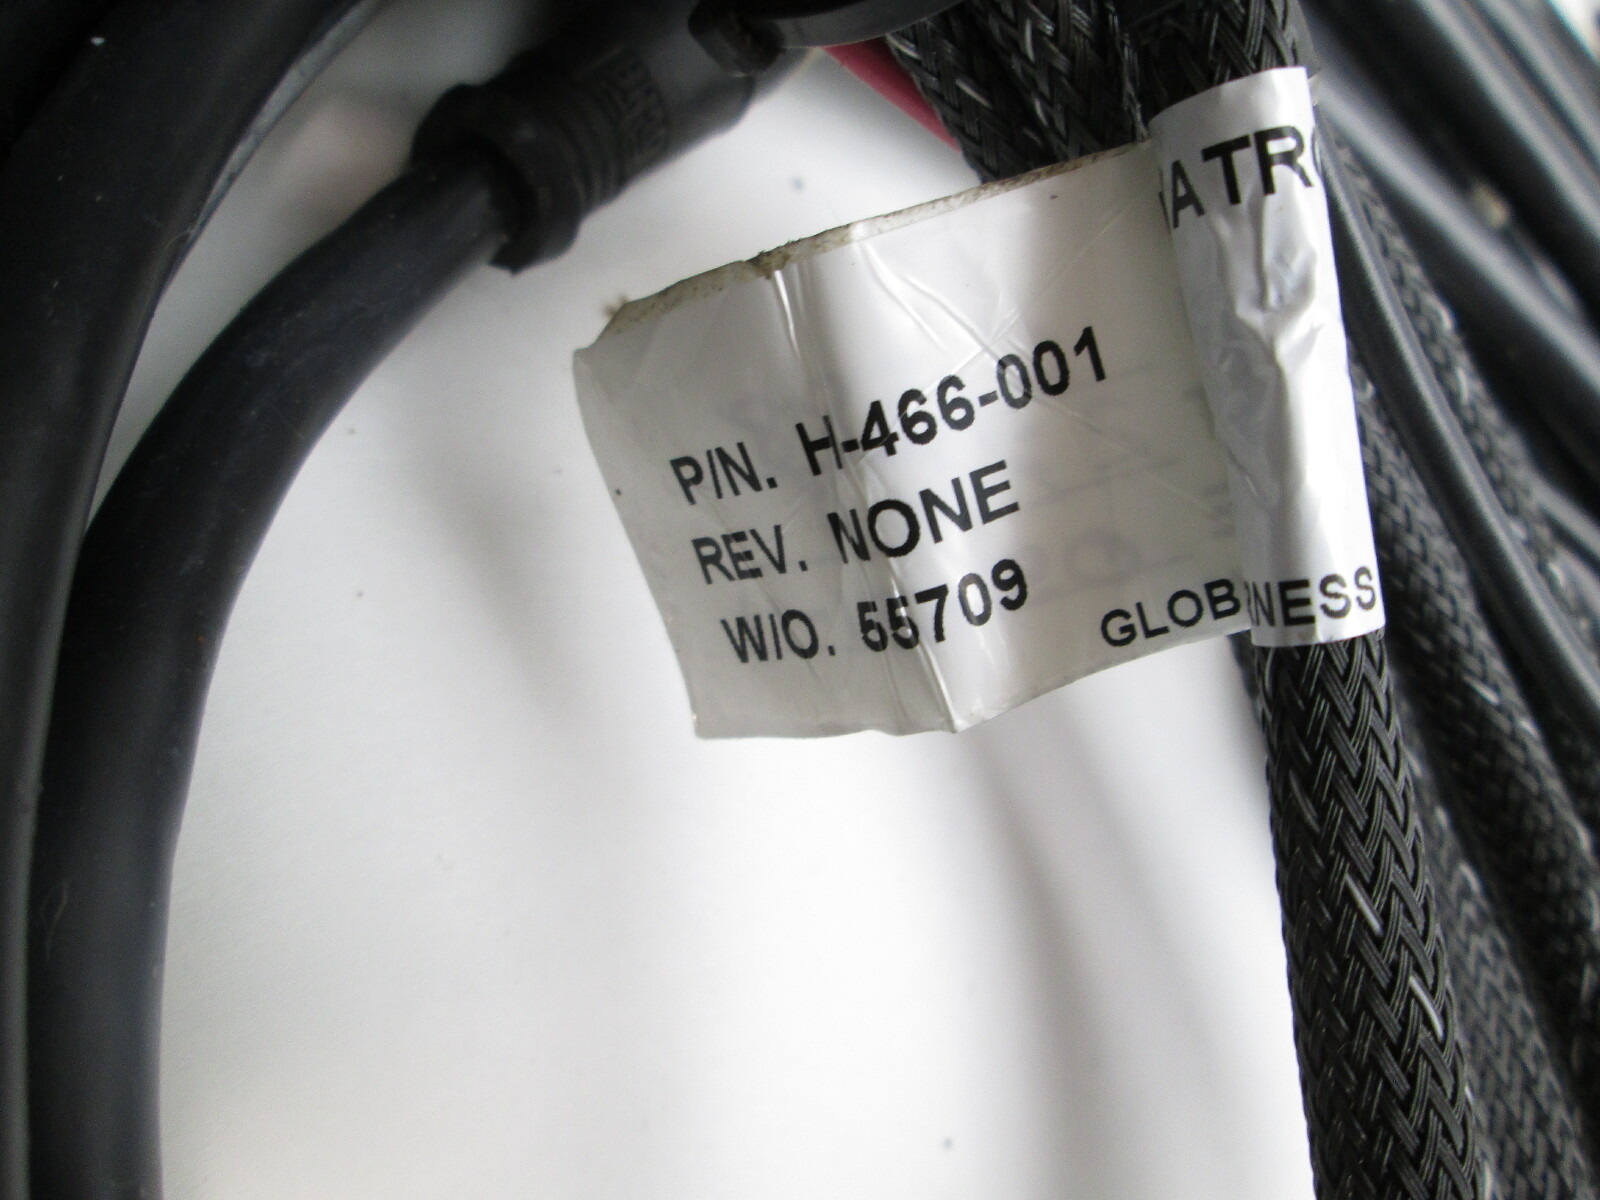 ATR
P/N. H-466-001
REV. NONE
W/O. 55709
GLOB NESS